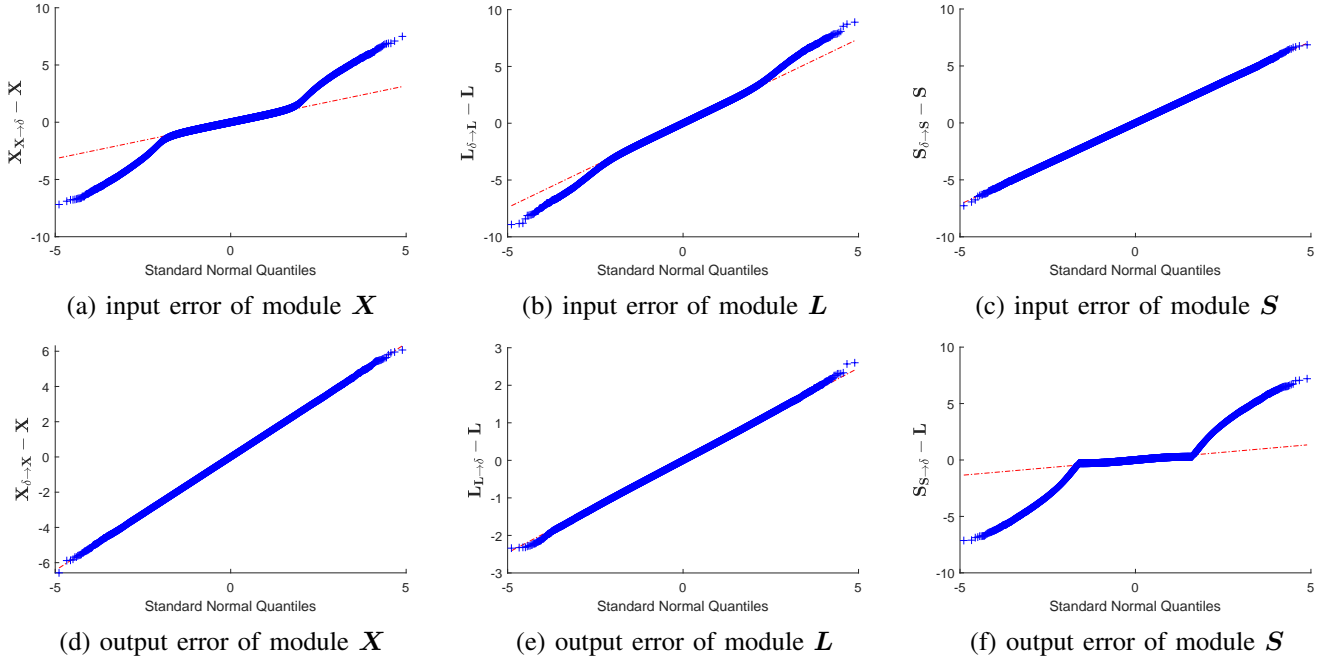 10
5
0
-5
-10
-5 0 5
X_{X→δ} − X
Standard Normal Quantiles
(a) input error of module X
10
5
0
-5
-10
-5 0 5
L_{δ→L} − L
Standard Normal Quantiles
(b) input error of module L
10
5
0
-5
-10
-5 0 5
S_{δ→S} − S
Standard Normal Quantiles
(c) input error of module S
6
4
2
0
-2
-4
-6
-5 0 5
X_{δ→X} − X
Standard Normal Quantiles
(d) output error of module X
3
2
1
0
-1
-2
-3
-5 0 5
L_{L→δ} − L
Standard Normal Quantiles
(e) output error of module L
10
5
0
-5
-10
-5 0 5
S_{S→δ} − L
Standard Normal Quantiles
(f) output error of module S